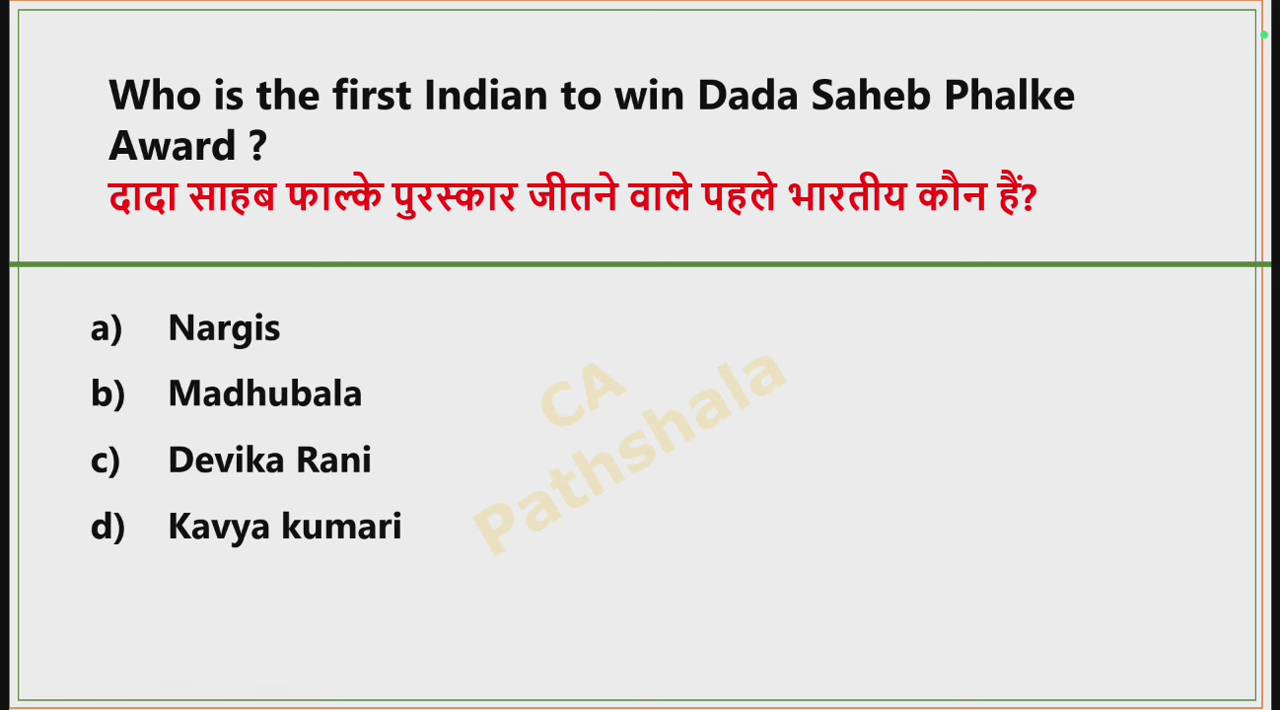 Who is the first Indian to win Dada Saheb Phalke
Award ?
दादा साहब फाल्के पुरस्कार जीतने वाले पहले भारतीय कौन हैं?
a) Nargis
b) Madhubala
c) Devika Rani
d) Kavya kumari
CA
Pathshala